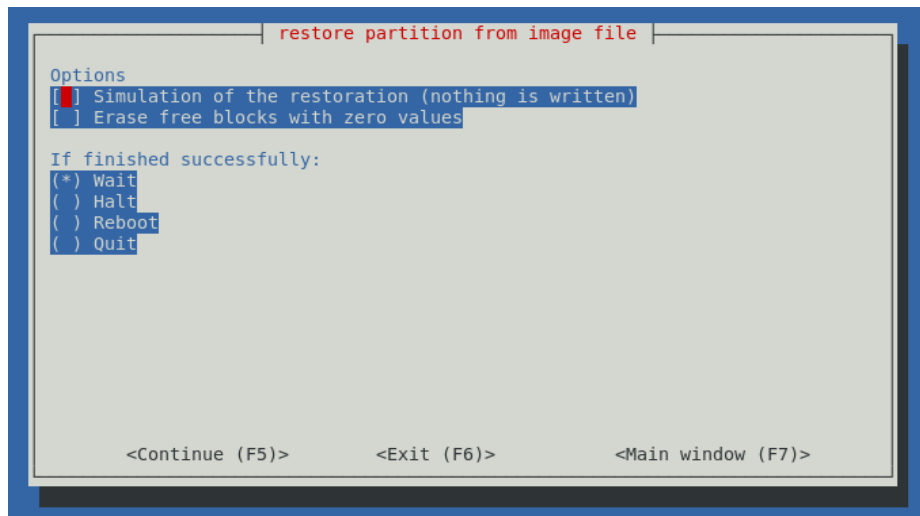 restore partition from image file
Options
[ ] Simulation of the restoration (nothing is written)
[ ] Erase free blocks with zero values
If finished successfully:
(*) Wait
( ) Halt
( ) Reboot
( ) Quit
<Continue (F5)> <Exit (F6)> <Main window (F7)>